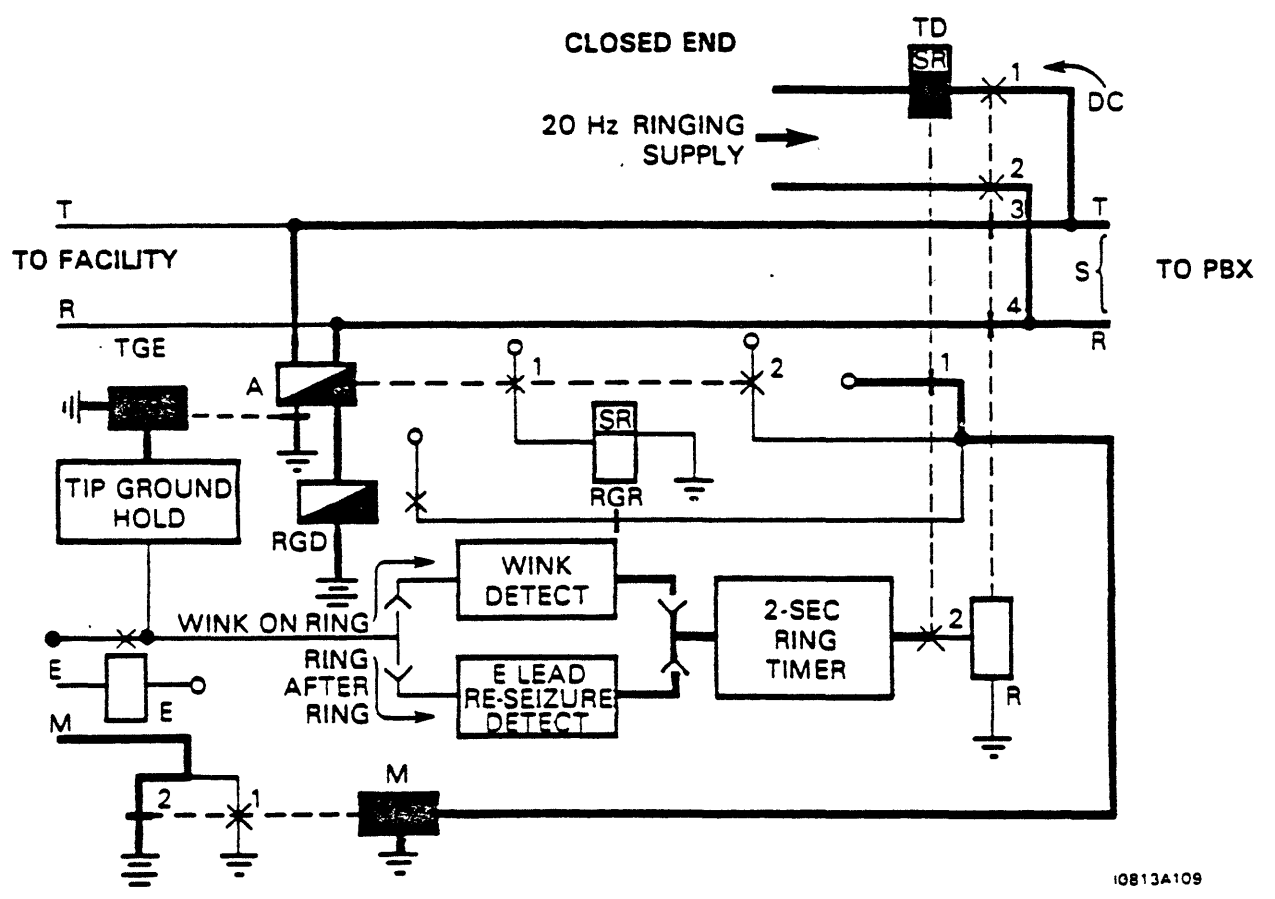 TD
CLOSED END
SR
1
DC
20 Hz RINGING
SUPPLY
2
T
3
T
TO FACILITY
S
TO PBX
R
4
R
TGE
1
2
1
A
SR
TIP GROUND
HOLD
RGR
RGD
WINK
DETECT
WINK ON RING
2-SEC
RING
TIMER
2
E
RING
AFTER
RING
E LEAD
RE-SEIZURE
DETECT
E
R
M
M
2
1
IG813A109